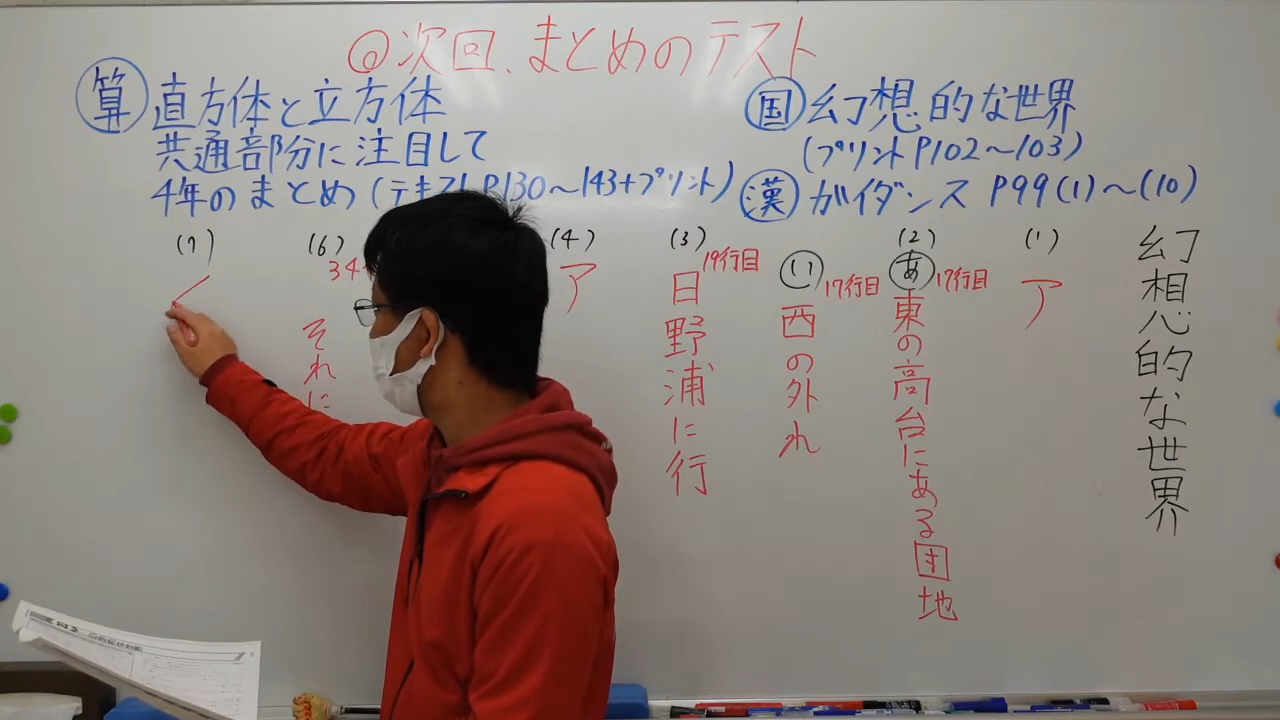 @次回、まとめのテスト
算 直方体と立方体
共通部分に注目して
4年のまとめ(テキストP130〜143+プリント)
国 幻想的な世界
(プリントP102〜103)
漢 ガイダンス P99(1)〜(10)
幻想的な世界
(1)
ア
(2)
あ 17行目
東の高台にある団地
い 17行目
西の外れ
(3)
19行目
日野浦に行
(4)
ア
(6)
34
それに
(7)